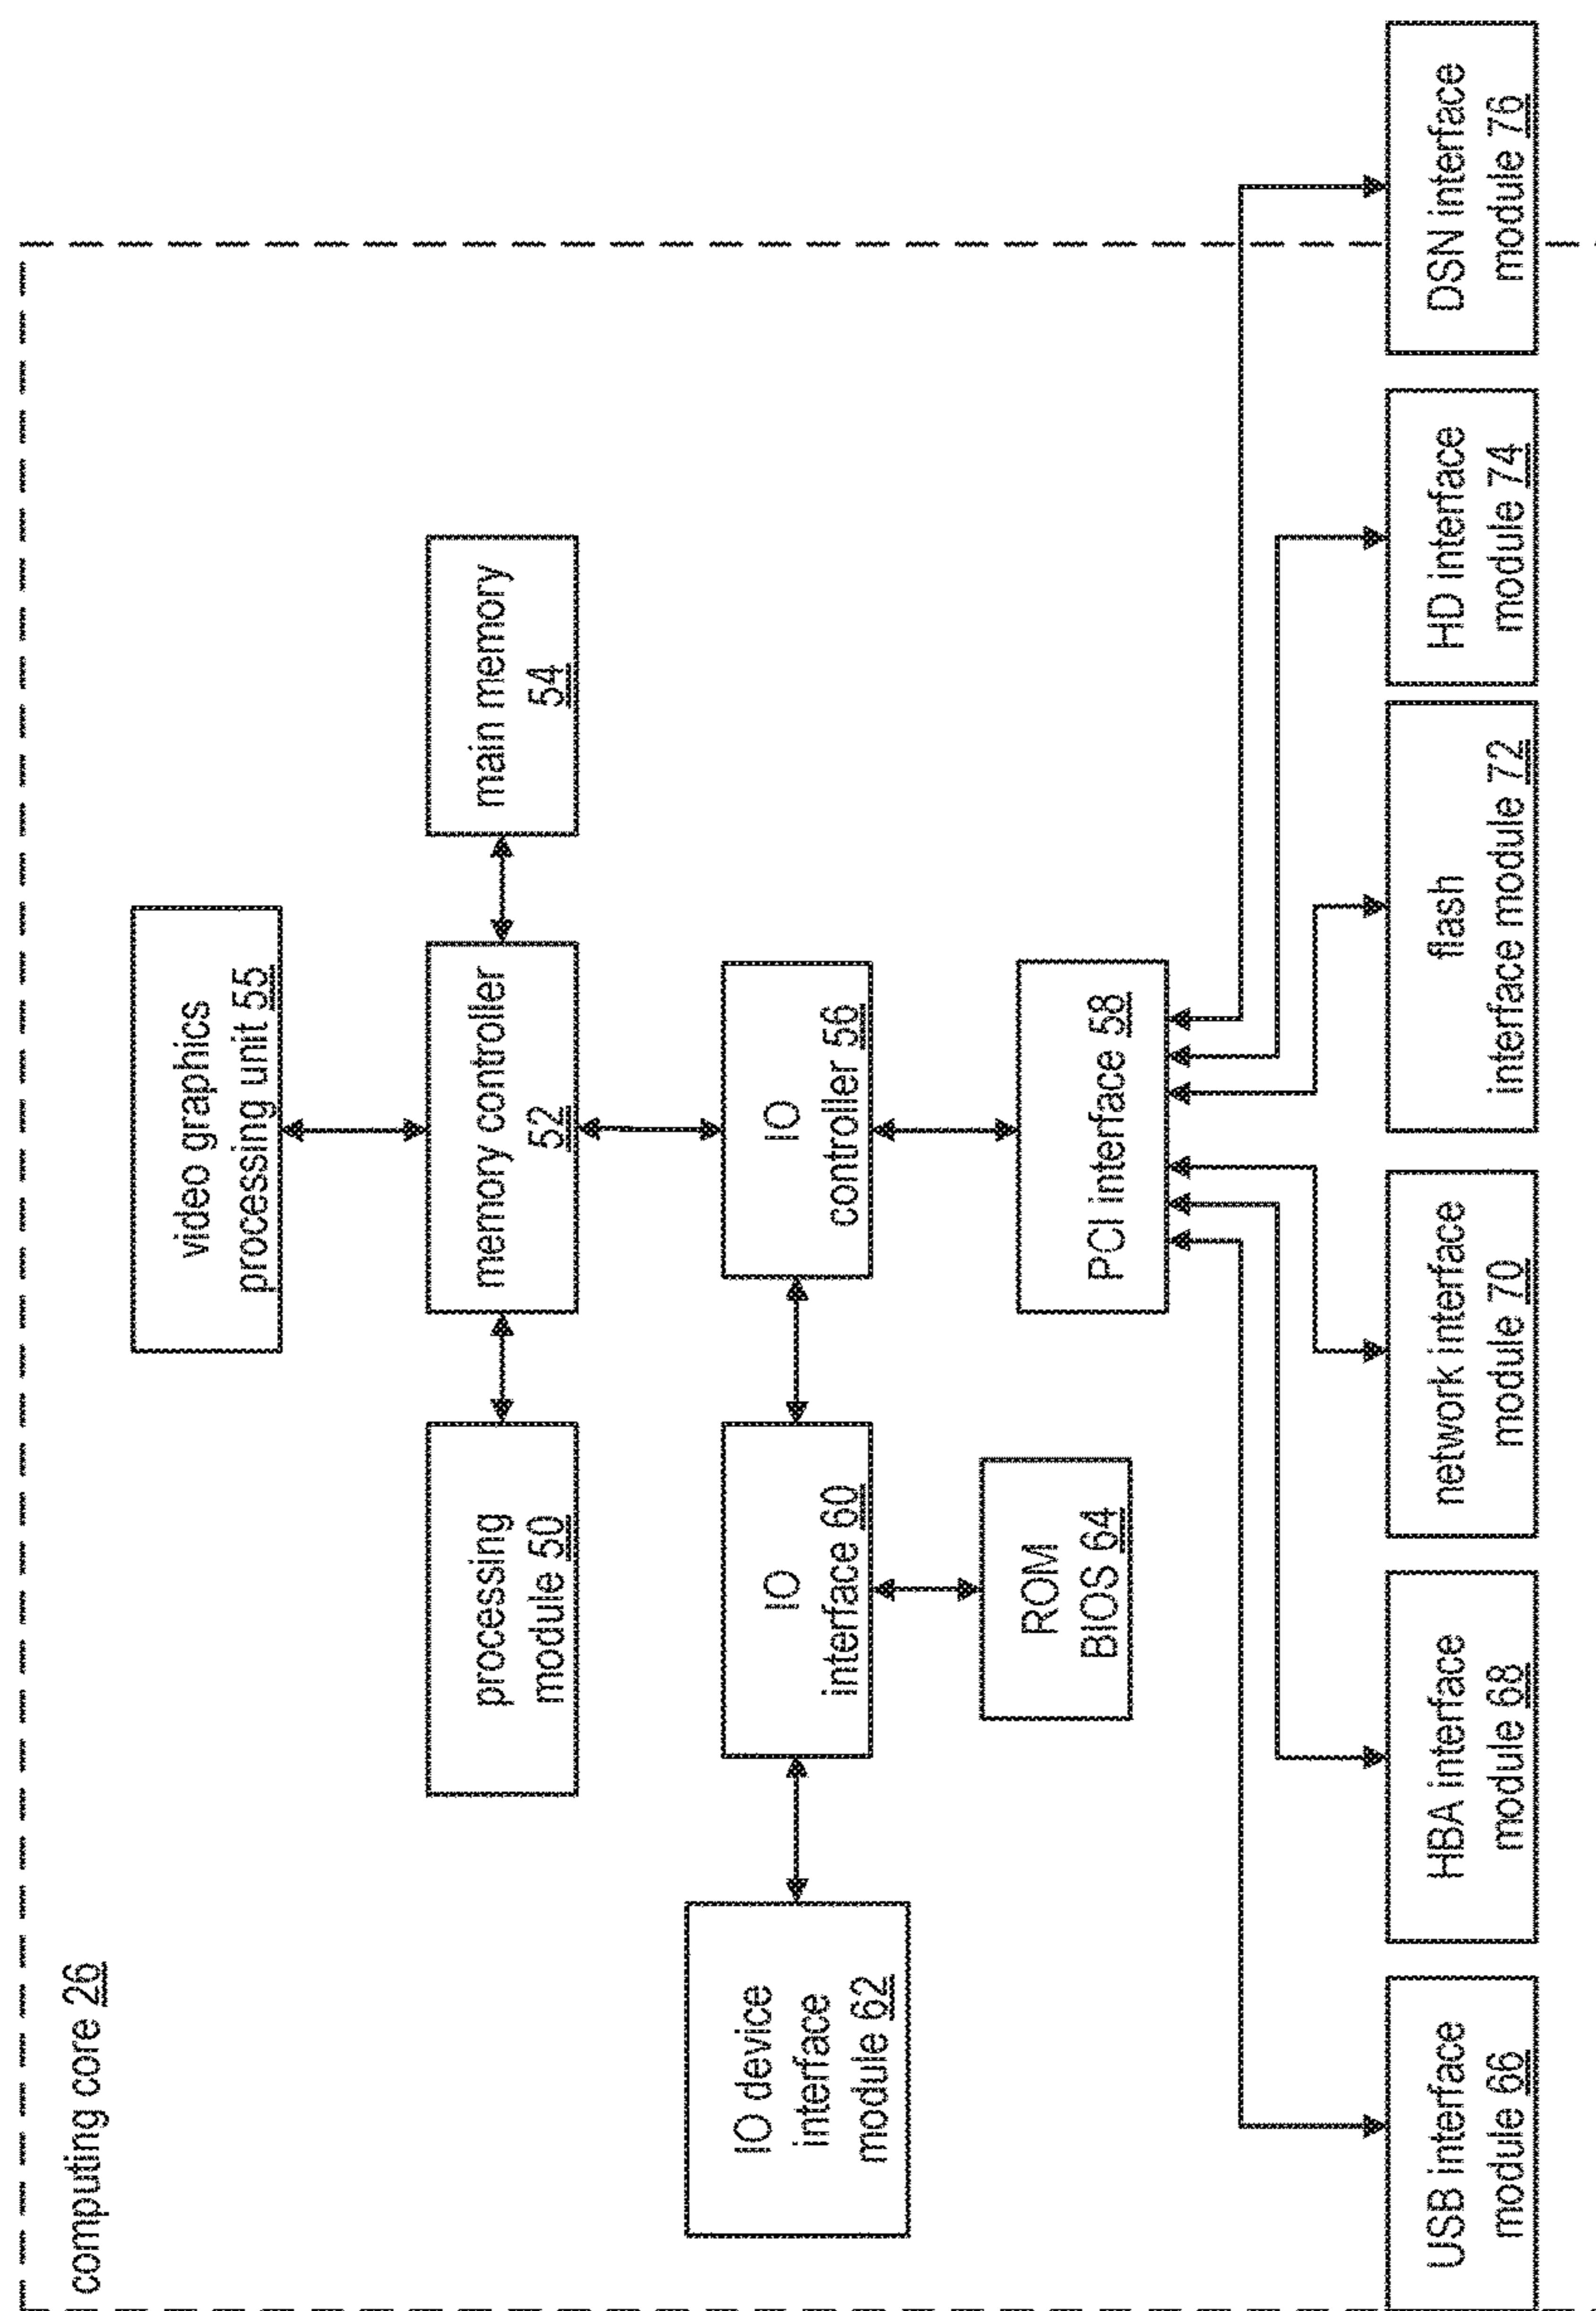 computing core 26
video graphics
processing unit 55
processing
module 50
memory controller
52
main memory
54
IO device
interface
module 62
IO
interface 60
IO
controller 56
ROM
BIOS 64
PCI interface 58
USB interface
module 66
HBA interface
module 68
network interface
module 70
flash
interface module 72
HD interface
module 74
DSN interface
module 76